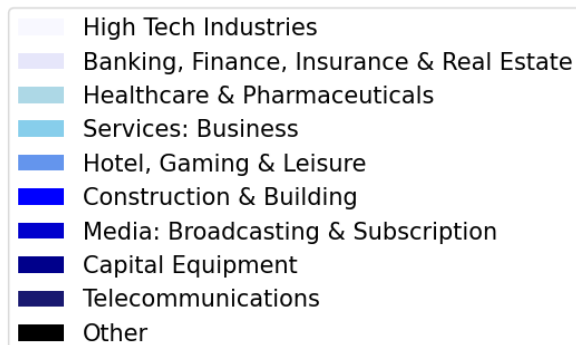 High Tech Industries
Banking, Finance, Insurance & Real Estate
Healthcare & Pharmaceuticals
Services: Business
Hotel, Gaming & Leisure
Construction & Building
Media: Broadcasting & Subscription
Capital Equipment
Telecommunications
Other